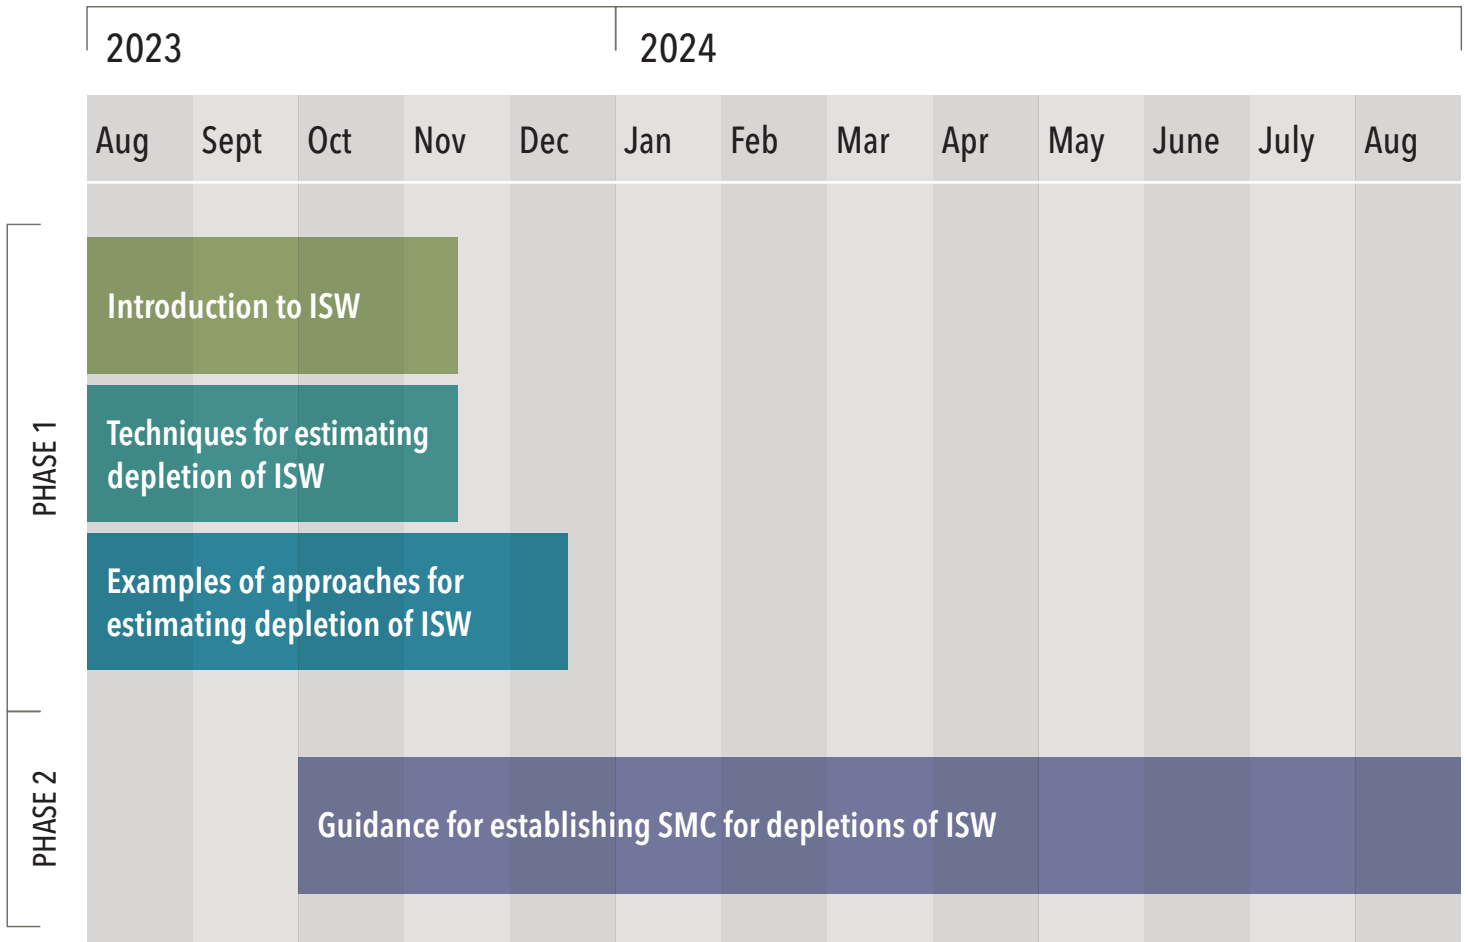 2023
2024
Aug
Sept
Oct
Nov
Dec
Jan
Feb
Mar
Apr
May
June
July
Aug
PHASE 1
Introduction to ISW
Techniques for estimating
depletion of ISW
Examples of approaches for
estimating depletion of ISW
PHASE 2
Guidance for establishing SMC for depletions of ISW